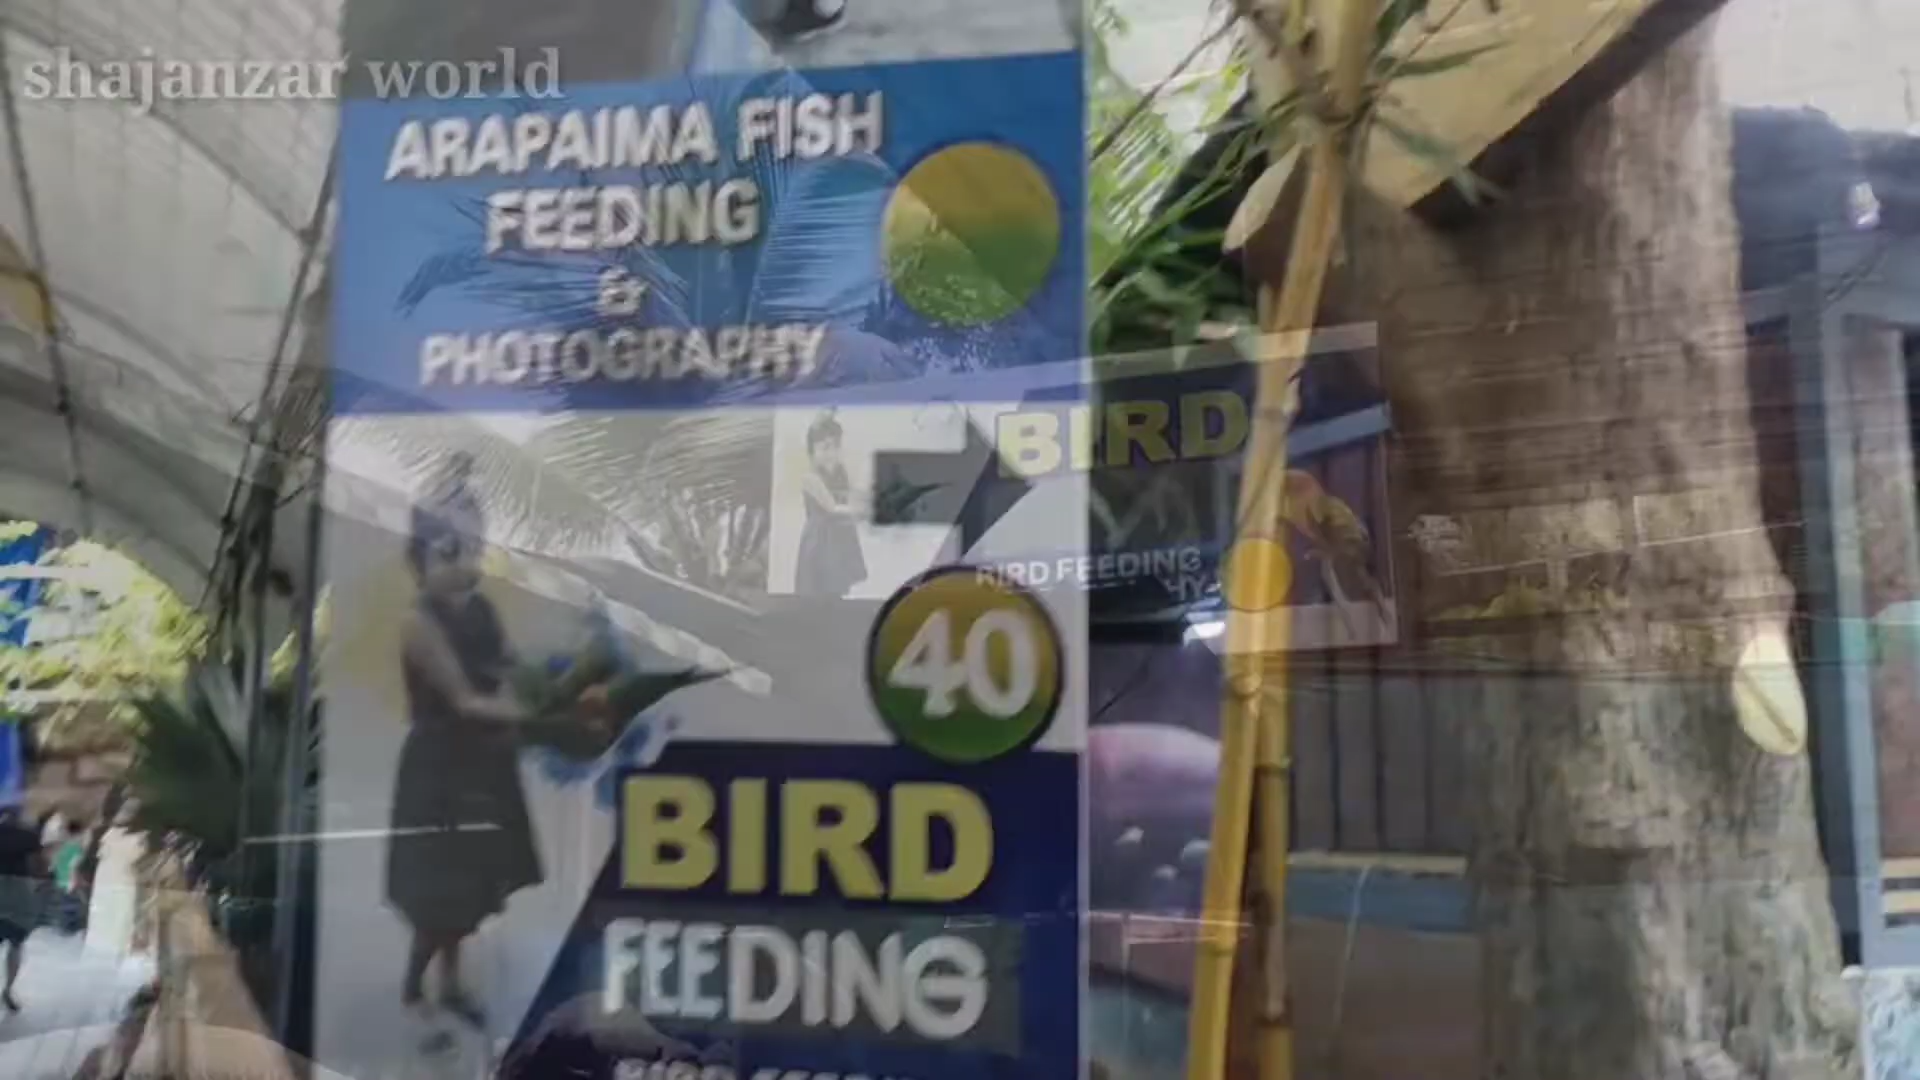 shajanzar world
ARAPAIMA FISH
FEEDING
&
PHOTOGRAPHY
BIRD
BIRD FEEDING
40
BIRD
FEEDING